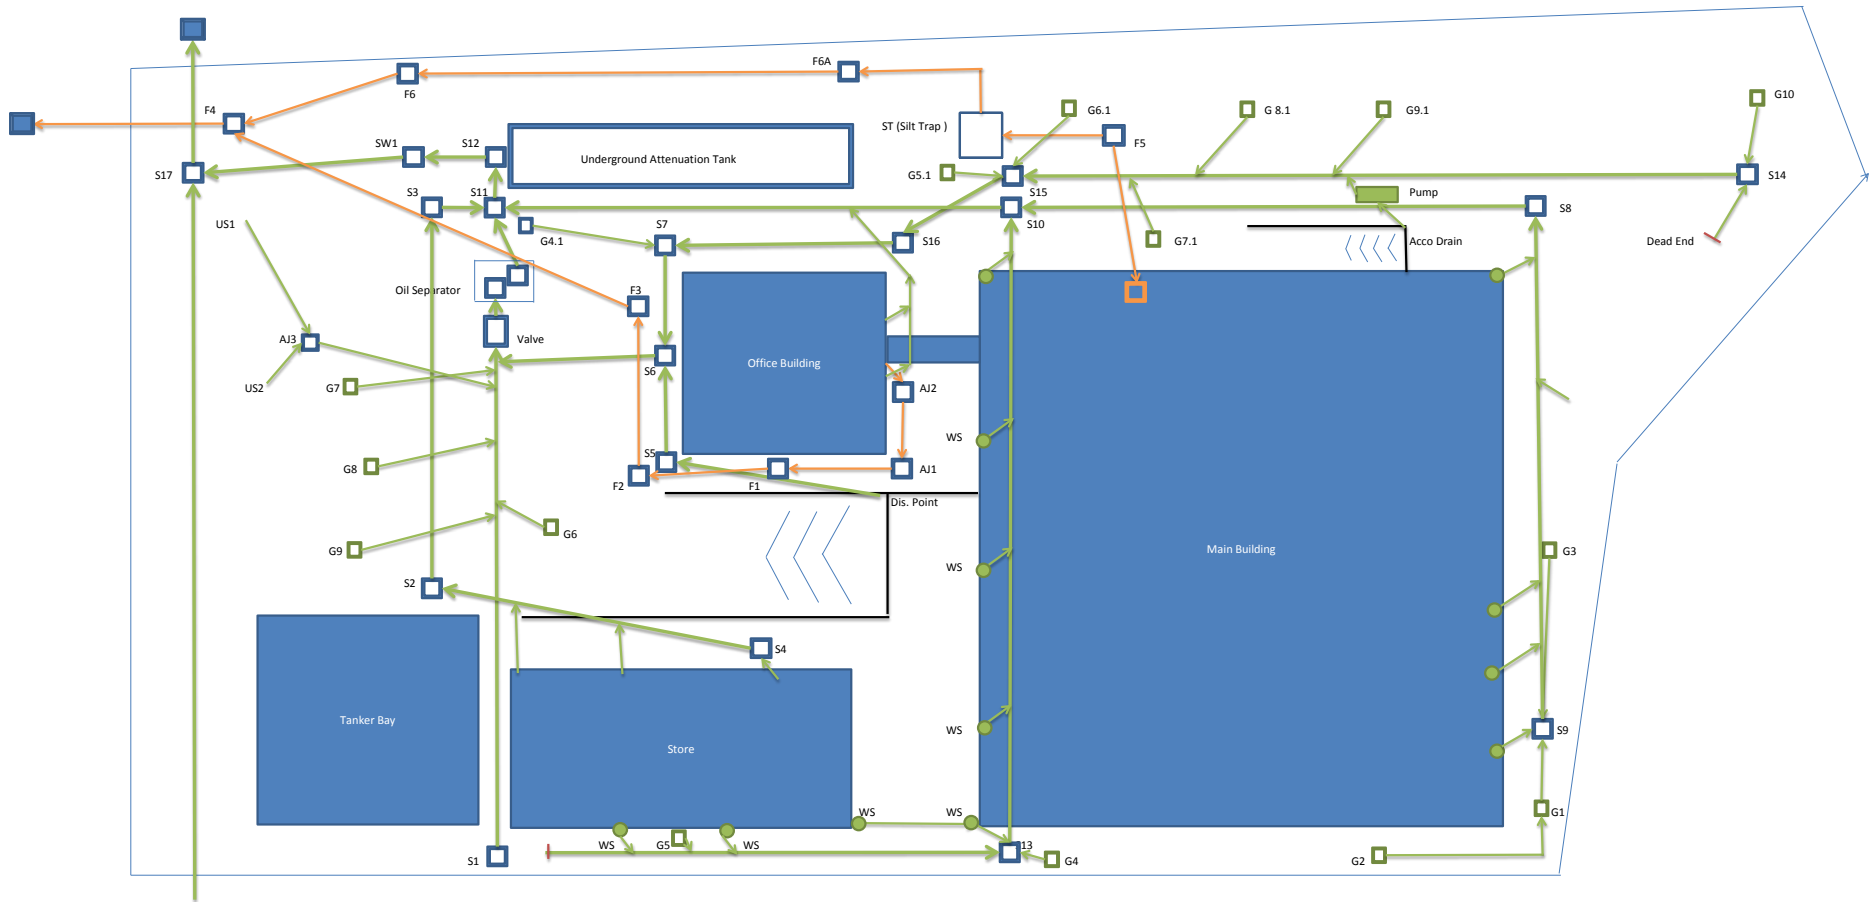 F6A
F6
G10
F4
G6.1
G 8.1
G9.1
ST (Silt Trap )
F5
SW1
S12
Underground Attenuation Tank
S17
G5.1
S14
S3
S11
S15
Pump
S8
US1
S7
S10
G4.1
S16
G7.1
Acco Drain
Dead End
Oil Separator
F3
AJ3
Valve
Office Building
US2
G7
S6
AJ2
WS
G8
S5
F2
F1
AJ1
Dis. Point
G9
G6
Main Building
G3
WS
S2
S4
Tanker Bay
Store
WS
S9
WS
WS
G1
S1
WS
G5
WS
13
G4
G2